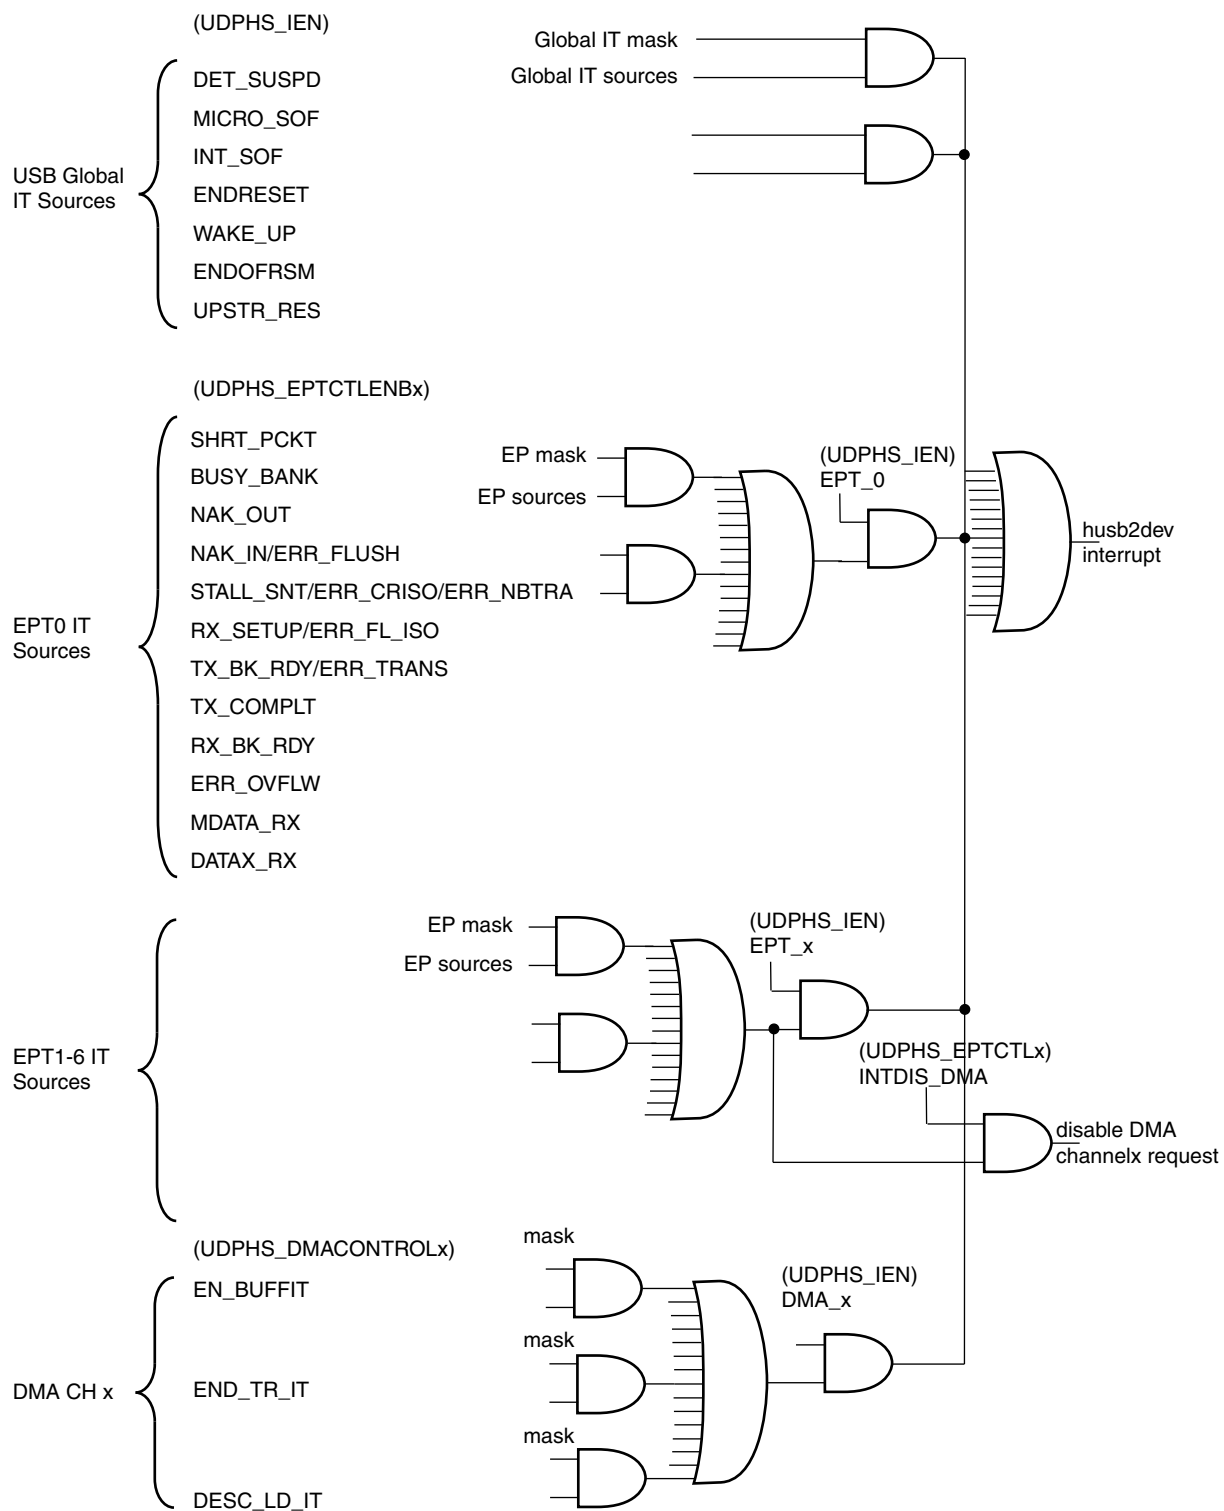 (UDPHS_IEN)
Global IT mask
Global IT sources
DET_SUSPD
MICRO_SOF
INT_SOF
ENDRESET
WAKE_UP
ENDOFRSM
UPSTR_RES
USB Global
IT Sources
(UDPHS_EPTCTLENBx)
SHRT_PCKT
BUSY_BANK
NAK_OUT
NAK_IN/ERR_FLUSH
STALL_SNT/ERR_CRISO/ERR_NBTRA
RX_SETUP/ERR_FL_ISO
TX_BK_RDY/ERR_TRANS
TX_COMPLT
RX_BK_RDY
ERR_OVFLW
MDATA_RX
DATAX_RX
EPT0 IT
Sources
EP mask
EP sources
(UDPHS_IEN)
EPT_0
husb2dev
interrupt
EPT1-6 IT
Sources
EP mask
EP sources
(UDPHS_IEN)
EPT_x
(UDPHS_EPTCTLx)
INTDIS_DMA
disable DMA
channelx request
(UDPHS_DMACONTROLx)
EN_BUFFIT
END_TR_IT
DESC_LD_IT
DMA CH x
mask
mask
mask
(UDPHS_IEN)
DMA_x